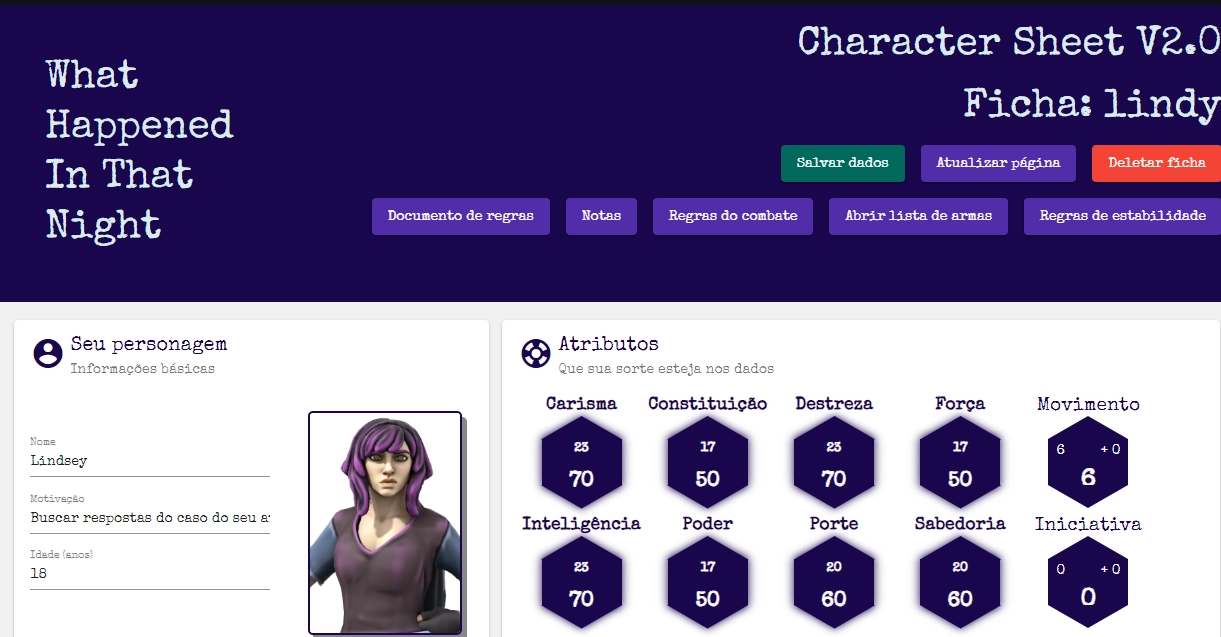 What
Happened
In That
Night
Character Sheet V2.0
Ficha: lindy
Salvar dados
Atualizar página
Deletar ficha
Documento de regras
Notas
Regras do combate
Abrir lista de armas
Regras de estabilidade
Seu personagem
Informações básicas
Nome
Lindsey
Motivação
Buscar respostas do caso do seu
Idade (anos)
18
Atributos
Que sua sorte esteja nos dados
Carisma Constituição Destreza Força Movimento
23 17 23 17 6 +0
70 50 70 50 6
Inteligência Poder Porte Sabedoria Iniciativa
23 17 20 20 0 +0
70 50 60 60 0